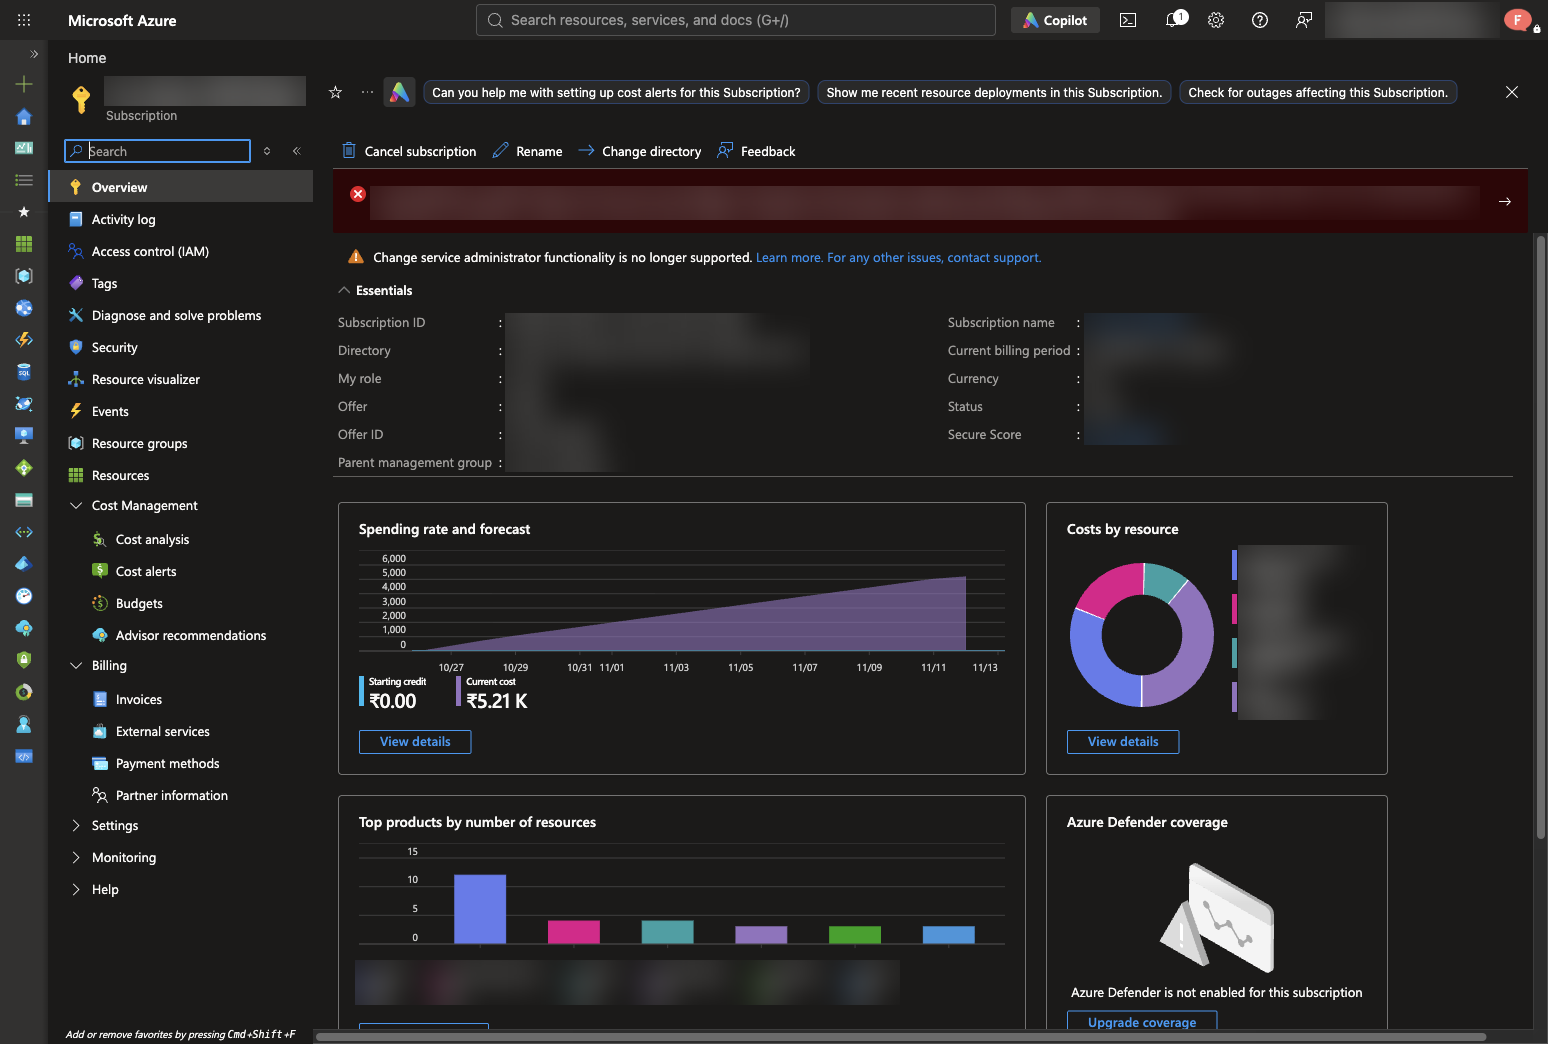 Microsoft Azure
Search resources, services, and docs (G+/)
Copilot
1
F
Home
Subscription
Can you help me with setting up cost alerts for this Subscription?
Show me recent resource deployments in this Subscription.
Check for outages affecting this Subscription.
Search
Cancel subscription
Rename
Change directory
Feedback
Overview
Activity log
Access control (IAM)
Tags
Diagnose and solve problems
Security
Resource visualizer
Events
Resource groups
Resources
Cost Management
Cost analysis
Cost alerts
Budgets
Advisor recommendations
Billing
Invoices
External services
Payment methods
Partner information
Settings
Monitoring
Help
Add or remove favorites by pressing Cmd+Shift+F
Change service administrator functionality is no longer supported. Learn more. For any other issues, contact support.
Essentials
Subscription ID :
Directory :
My role :
Offer :
Offer ID :
Parent management group :
Subscription name :
Current billing period :
Currency :
Status :
Secure Score :
Spending rate and forecast
6,000
5,000
4,000
3,000
2,000
1,000
0
10/27 10/29 10/31 11/01 11/03 11/05 11/07 11/09 11/11 11/13
Starting credit
₹0.00
Current cost
₹5.21 K
View details
Costs by resource
View details
Top products by number of resources
15
10
5
0
Azure Defender coverage
Azure Defender is not enabled for this subscription
Upgrade coverage